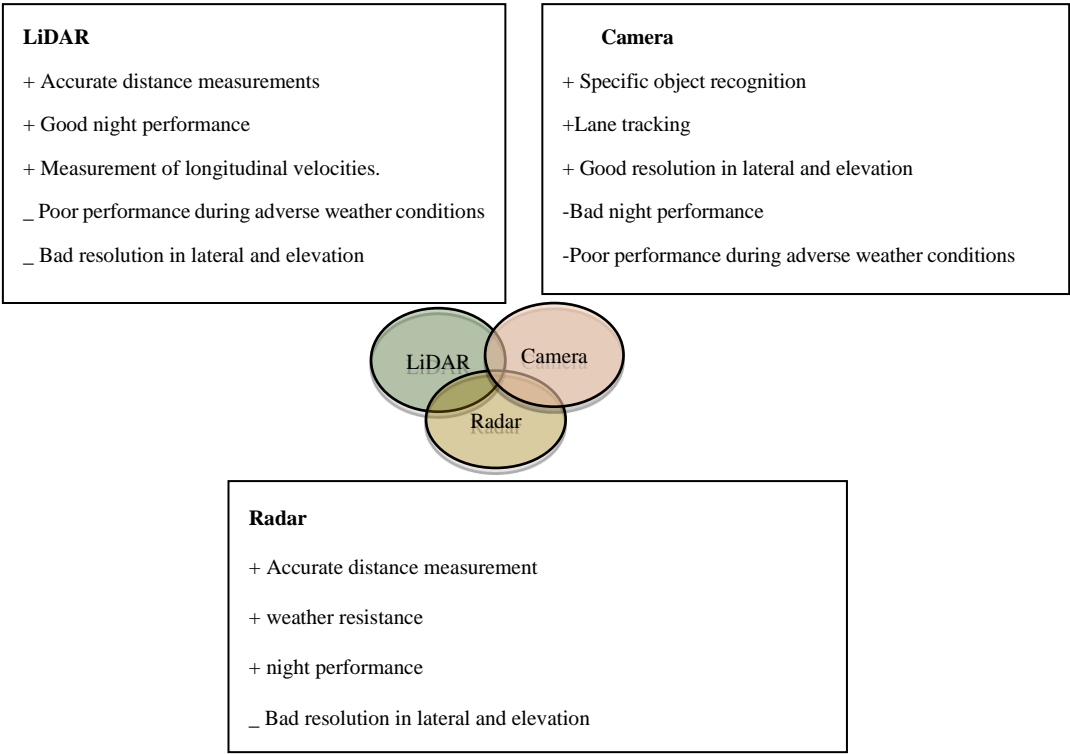 LiDAR
+ Accurate distance measurements
+ Good night performance
+ Measurement of longitudinal velocities.
_ Poor performance during adverse weather conditions
_ Bad resolution in lateral and elevation
Camera
+ Specific object recognition
+Lane tracking
+ Good resolution in lateral and elevation
-Bad night performance
-Poor performance during adverse weather conditions
LiDAR
Camera
Radar
Radar
+ Accurate distance measurement
+ weather resistance
+ night performance
_ Bad resolution in lateral and elevation